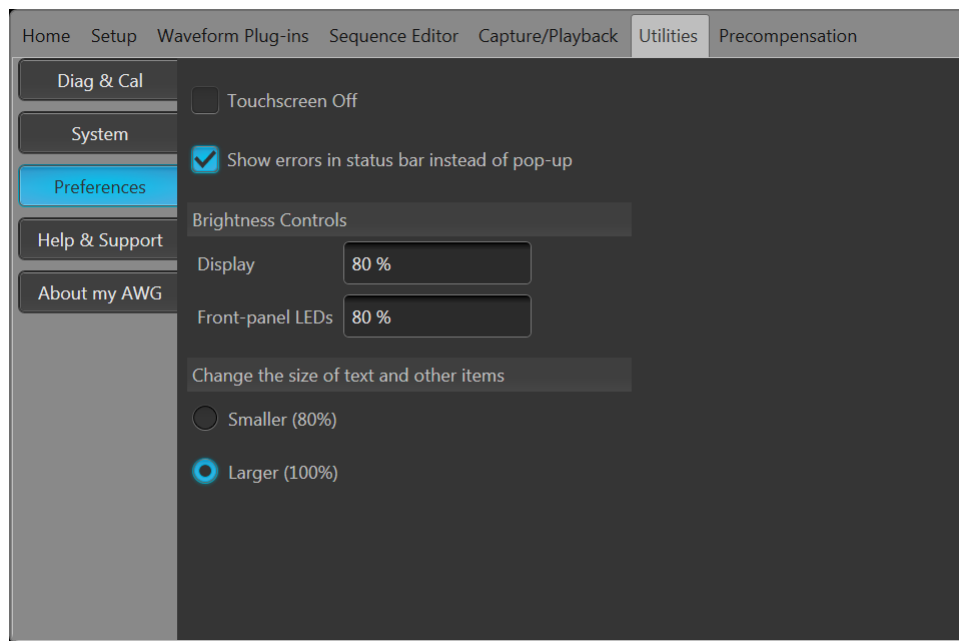 Home Setup Waveform Plug-ins Sequence Editor Capture/Playback Utilities Precompensation
Diag & Cal
System
Preferences
Help & Support
About my AWG
Touchscreen Off
Show errors in status bar instead of pop-up
Brightness Controls
Display 80 %
Front-panel LEDs 80 %
Change the size of text and other items
Smaller (80%)
Larger (100%)